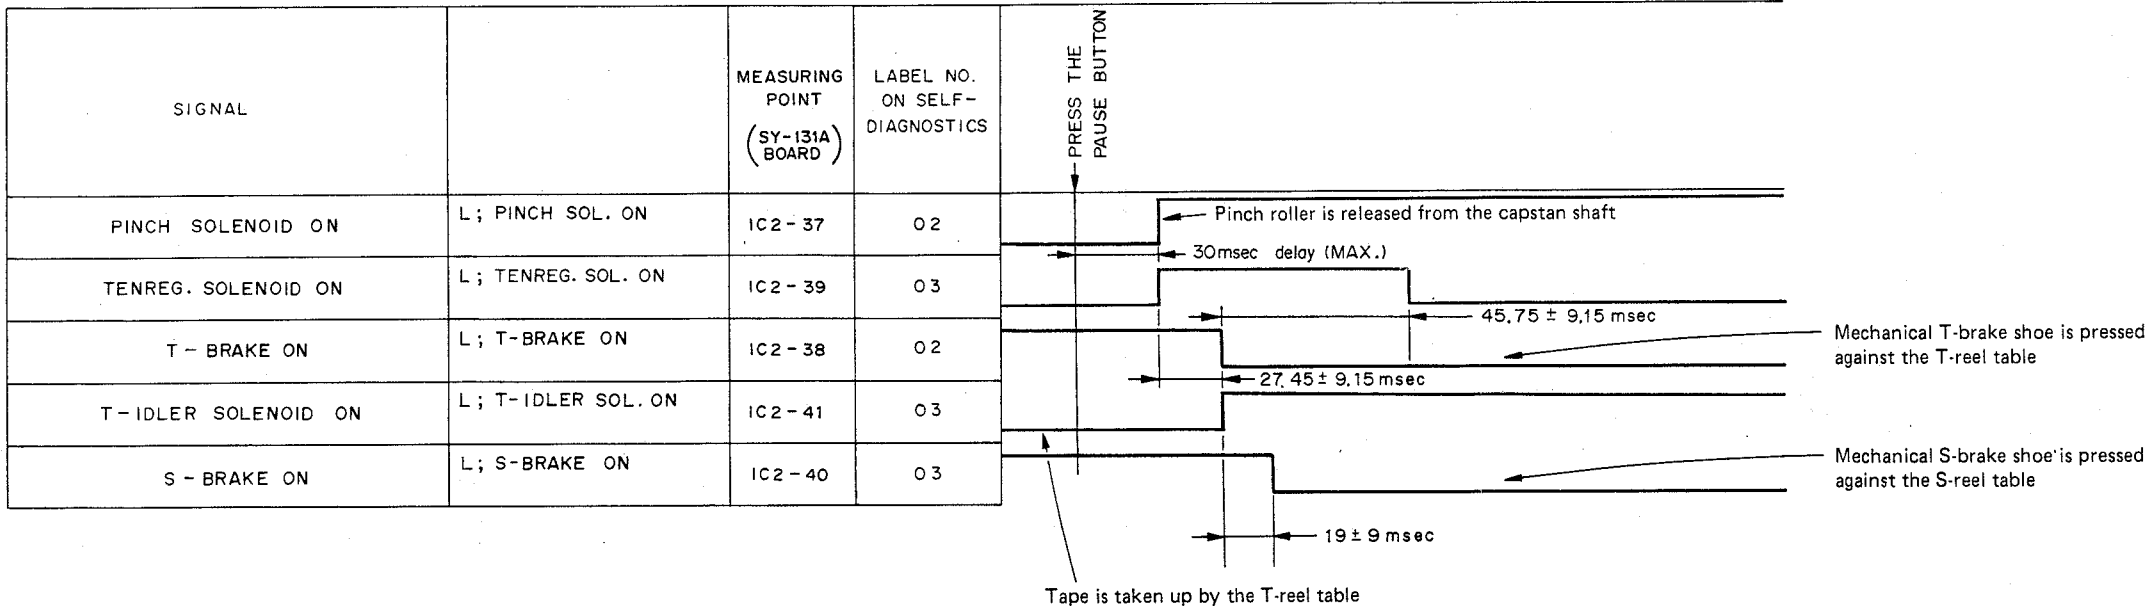 SIGNAL
MEASURING
POINT
(SY-131A
BOARD)
LABEL NO.
ON SELF-
DIAGNOSTICS
PRESS THE
PAUSE BUTTON
PINCH SOLENOID ON
L; PINCH SOL. ON
IC2-37
02
Pinch roller is released from the capstan shaft
30msec delay (MAX.)
TENREG. SOLENOID ON
L; TENREG. SOL. ON
IC2-39
03
45.75 ± 9.15 msec
T-BRAKE ON
L; T-BRAKE ON
IC2-38
02
Mechanical T-brake shoe is pressed
against the T-reel table
27.45 ± 9.15 msec
T-IDLER SOLENOID ON
L; T-IDLER SOL. ON
IC2-41
03
S-BRAKE ON
L; S-BRAKE ON
IC2-40
03
Mechanical S-brake shoe is pressed
against the S-reel table
19 ± 9 msec
Tape is taken up by the T-reel table